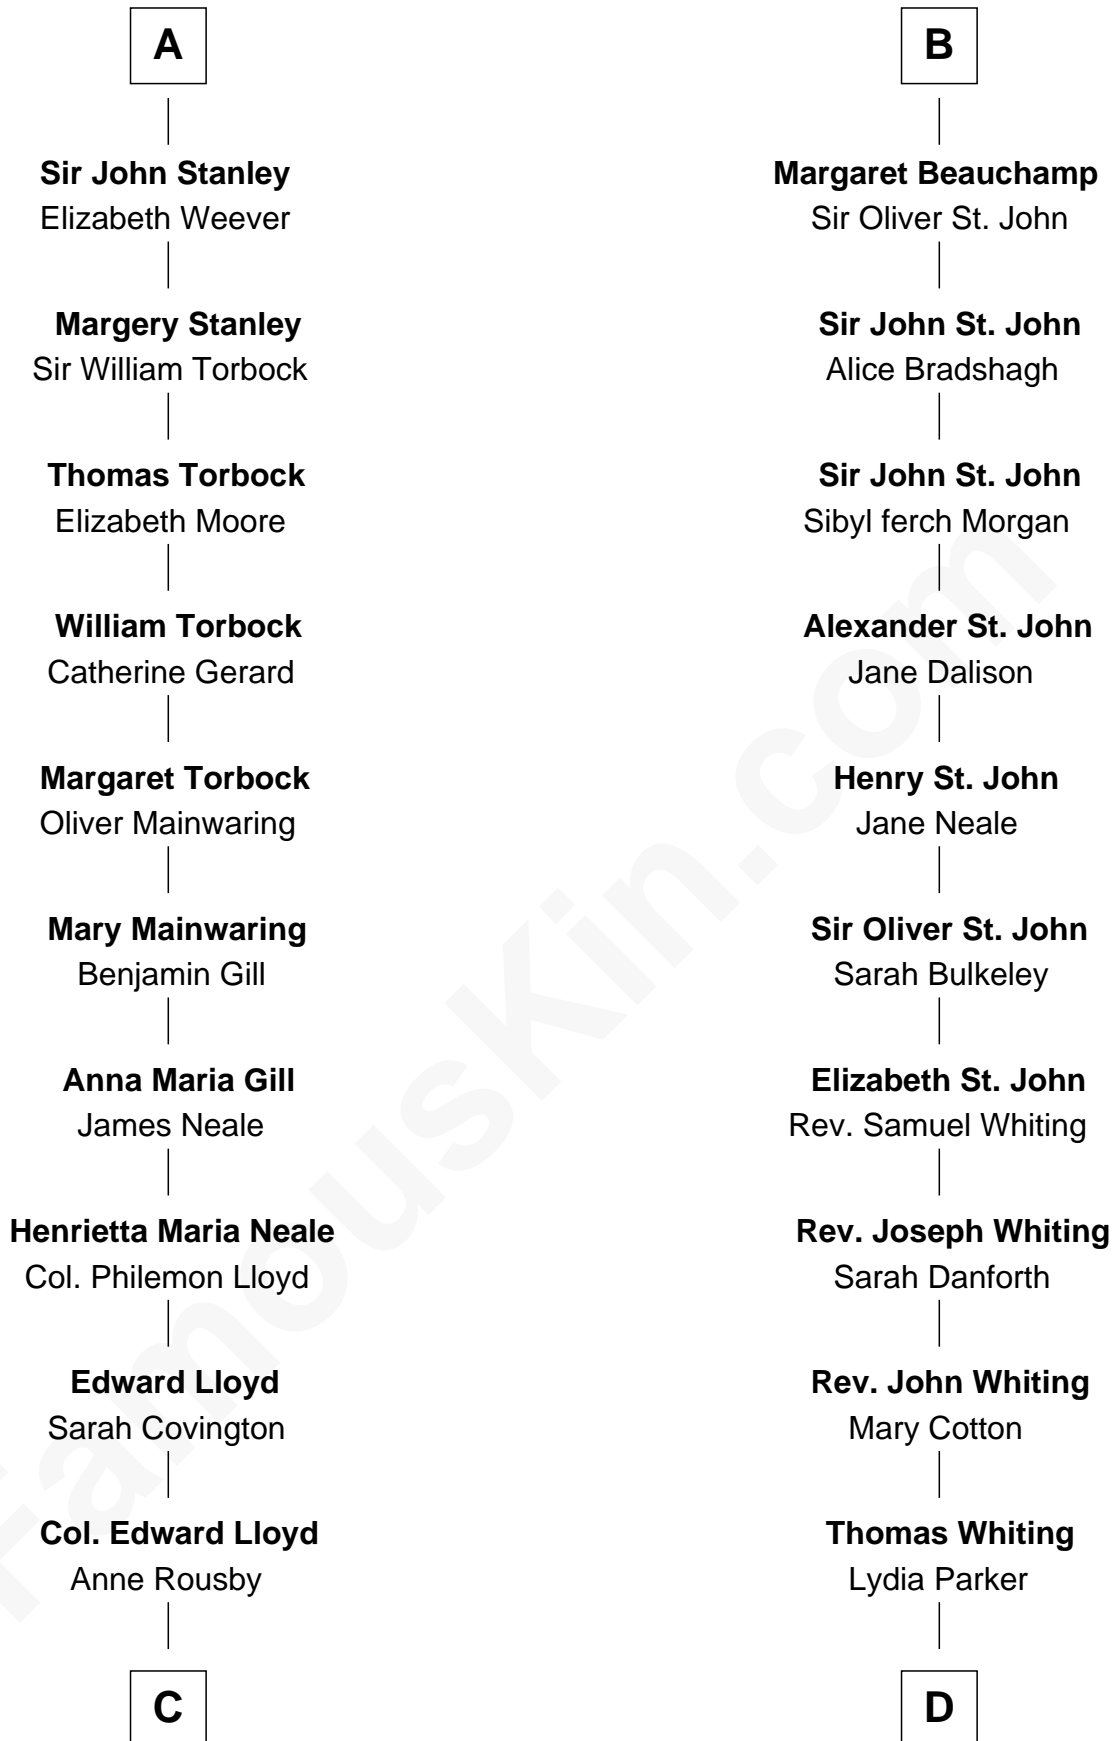 A
Sir John Stanley
Elizabeth Weever
Margery Stanley
Sir William Torbock
Thomas Torbock
Elizabeth Moore
William Torbock
Catherine Gerard
Margaret Torbock
Oliver Mainwaring
Mary Mainwaring
Benjamin Gill
Anna Maria Gill
James Neale
Henrietta Maria Neale
Col. Philemon Lloyd
Edward Lloyd
Sarah Covington
Col. Edward Lloyd
Anne Rousby
C
B
Margaret Beauchamp
Sir Oliver St. John
Sir John St. John
Alice Bradshagh
Sir John St. John
Sibyl ferch Morgan
Alexander St. John
Jane Dalison
Henry St. John
Jane Neale
Sir Oliver St. John
Sarah Bulkeley
Elizabeth St. John
Rev. Samuel Whiting
Rev. Joseph Whiting
Sarah Danforth
Rev. John Whiting
Mary Cotton
Thomas Whiting
Lydia Parker
D
FamousKin.com